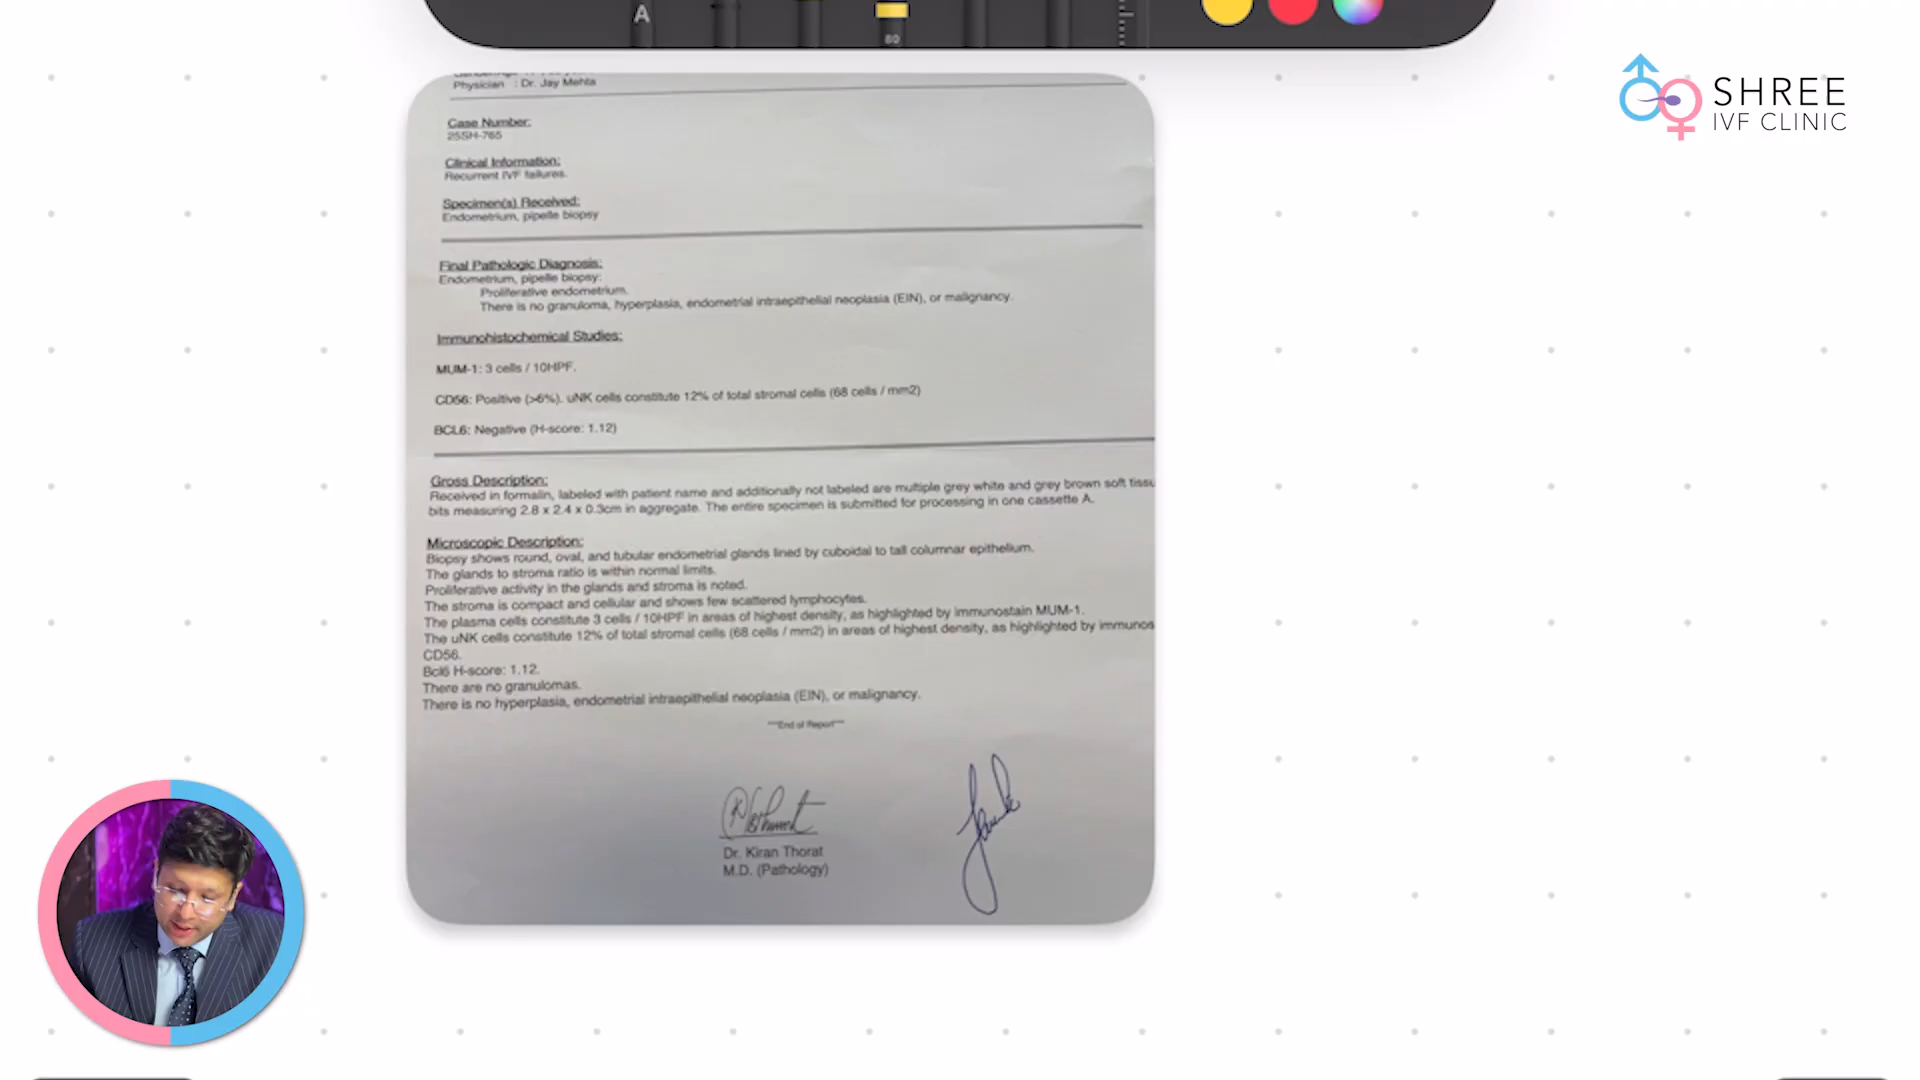 A
80
SHREE
IVF CLINIC
Physician : Dr. Jay Mehta
Case Number:
25SH-765
Clinical Information:
Recurrent IVF failures.
Specimen(s) Received:
Endometrium, pipelle biopsy
Final Pathologic Diagnosis:
Endometrium, pipelle biopsy:
Proliferative endometrium.
There is no granuloma, hyperplasia, endometrial intraepithelial neoplasia (EIN), or malignancy.
Immunohistochemical Studies:
MUM-1: 3 cells / 10HPF.
CD56: Positive (>6%). uNK cells constitute 12% of total stromal cells (68 cells / mm2)
BCL6: Negative (H-score: 1.12)
Gross Description:
Received in formalin, labeled with patient name and additionally not labeled are multiple grey white and grey brown soft tissu
bits measuring 2.8 x 2.4 x 0.3cm in aggregate. The entire specimen is submitted for processing in one cassette A.
Microscopic Description:
Biopsy shows round, oval, and tubular endometrial glands lined by cuboidal to tall columnar epithelium.
The glands to stroma ratio is within normal limits.
Proliferative activity in the glands and stroma is noted.
The stroma is compact and cellular and shows few scattered lymphocytes.
The plasma cells constitute 3 cells / 10HPF in areas of highest density, as highlighted by immunostain MUM-1.
The uNK cells constitute 12% of total stromal cells (68 cells / mm2) in areas of highest density, as highlighted by immunos
CD56.
Bcl6 H-score: 1.12.
There are no granulomas.
There is no hyperplasia, endometrial intraepithelial neoplasia (EIN), or malignancy.
***End of Report***
Dr. Kiran Thorat
M.D. (Pathology)